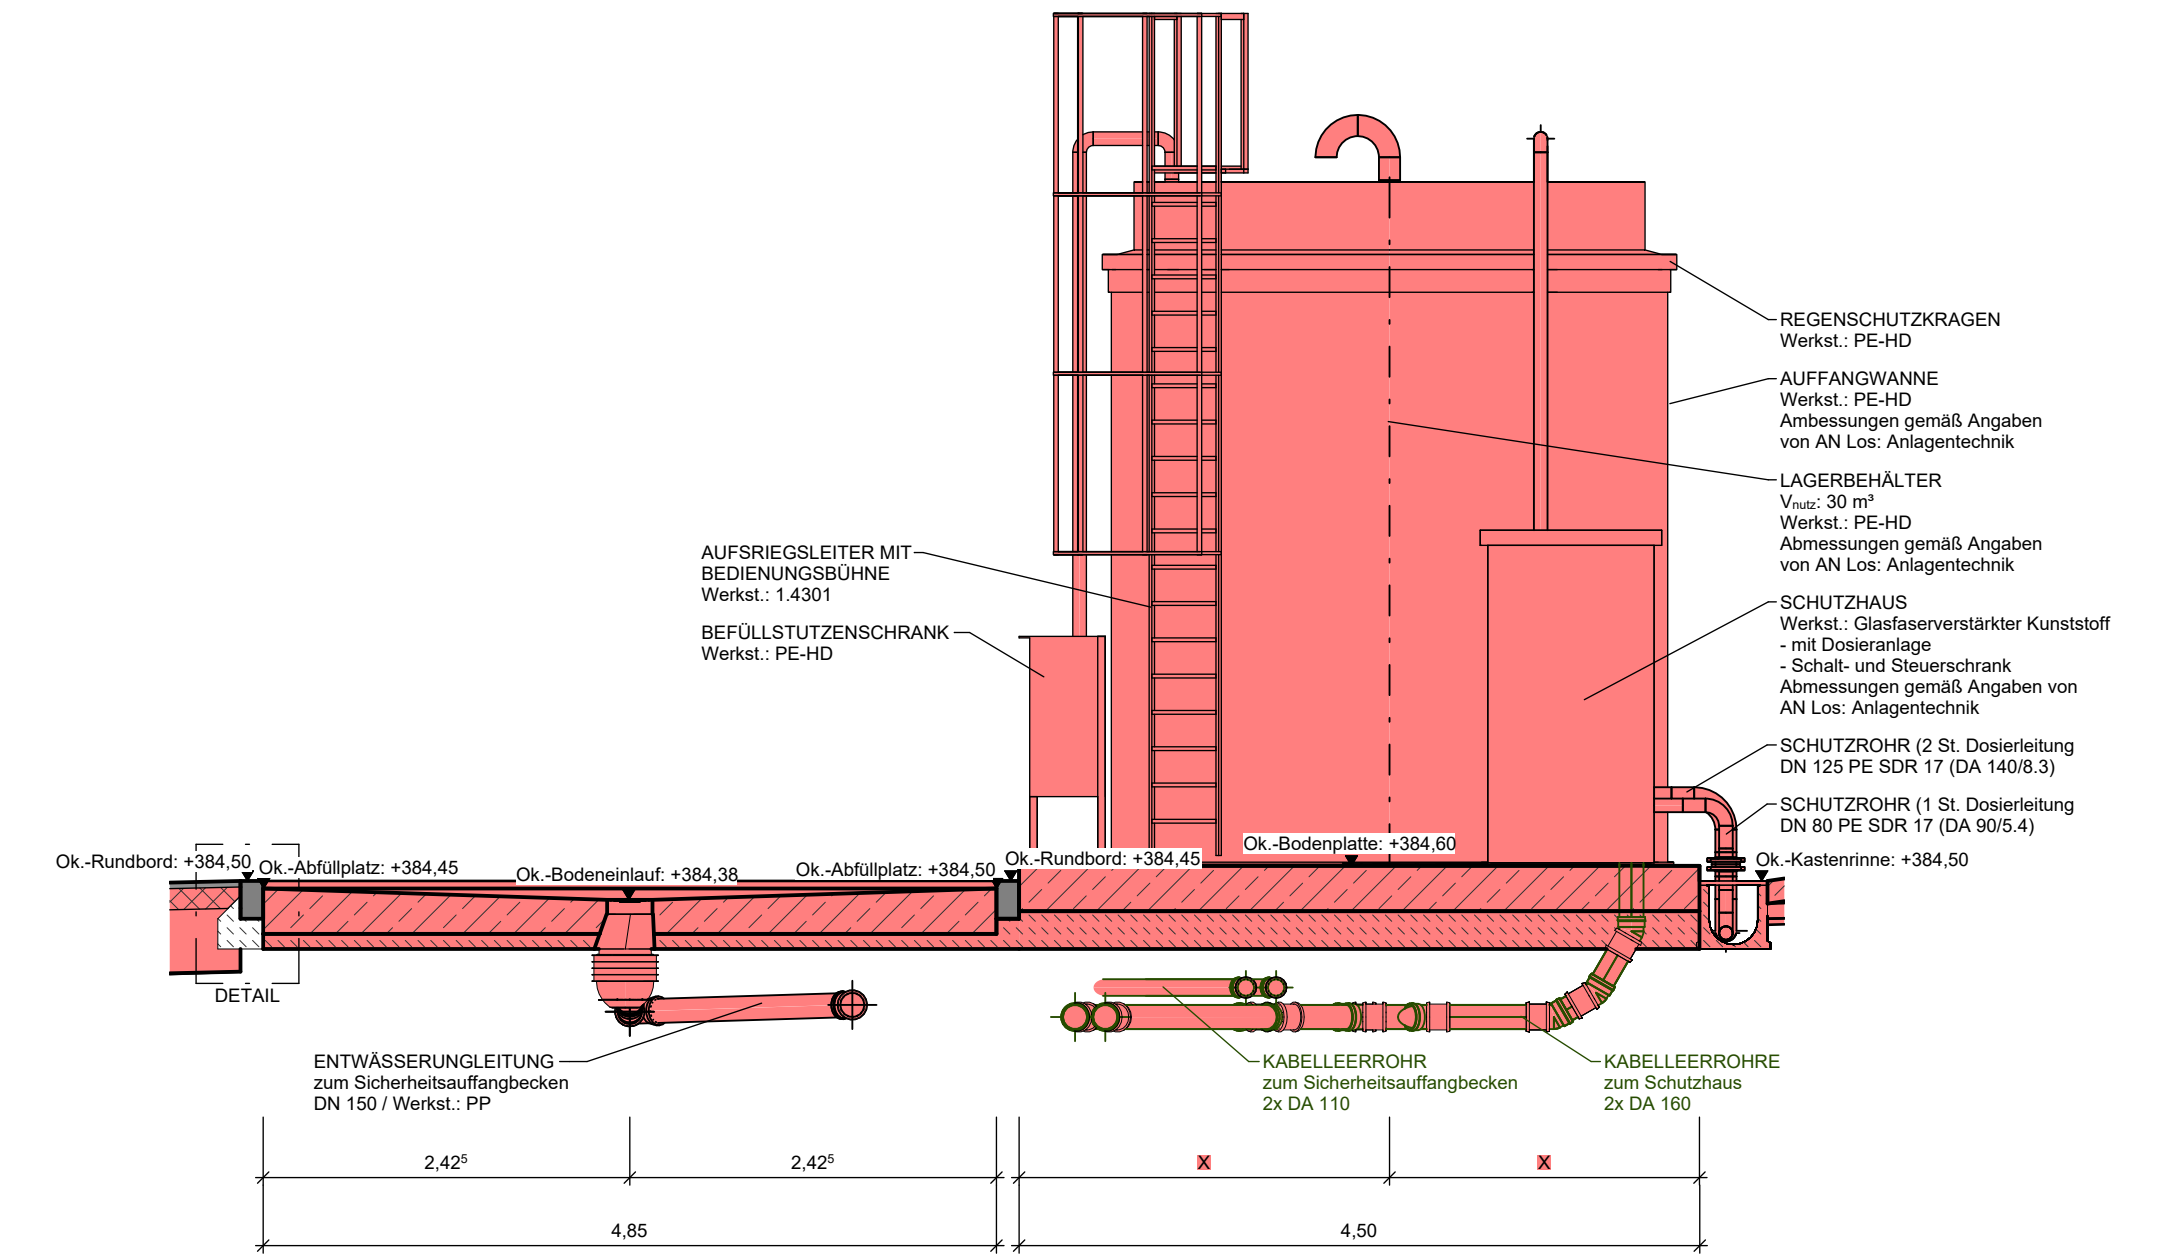 REGENSCHUTZKRAGEN
Werkst.: PE-HD
AUFFANGWANNE
Werkst.: PE-HD
Ambessungen gemäß Angaben
von AN Los: Anlagentechnik
LAGERBEHÄLTER
Vnutz: 30 m³
Werkst.: PE-HD
Abmessungen gemäß Angaben
von AN Los: Anlagentechnik
AUFSRIEGSLEITER MIT
BEDIENUNGSBÜHNE
Werkst.: 1.4301
BEFÜLLSTUTZENSCHRANK
Werkst.: PE-HD
SCHUTZHAUS
Werkst.: Glasfaserverstärkter Kunststoff
- mit Dosieranlage
- Schalt- und Steuerschrank
Abmessungen gemäß Angaben von
AN Los: Anlagentechnik
SCHUTZROHR (2 St. Dosierleitung
DN 125 PE SDR 17 (DA 140/8.3)
SCHUTZROHR (1 St. Dosierleitung
DN 80 PE SDR 17 (DA 90/5.4)
Ok.-Rundbord: +384,50
Ok.-Abfüllplatz: +384,45
Ok.-Bodeneinlauf: +384,38
Ok.-Abfüllplatz: +384,50
Ok.-Rundbord: +384,45
Ok.-Bodenplatte: +384,60
Ok.-Kastenrinne: +384,50
DETAIL
ENTWÄSSERUNGLEITUNG
zum Sicherheitsauffangbecken
DN 150 / Werkst.: PP
KABELLEERROHR
zum Sicherheitsauffangbecken
2x DA 110
KABELLEERROHRE
zum Schutzhaus
2x DA 160
2,42⁵
2,42⁵
X
X
4,85
4,50